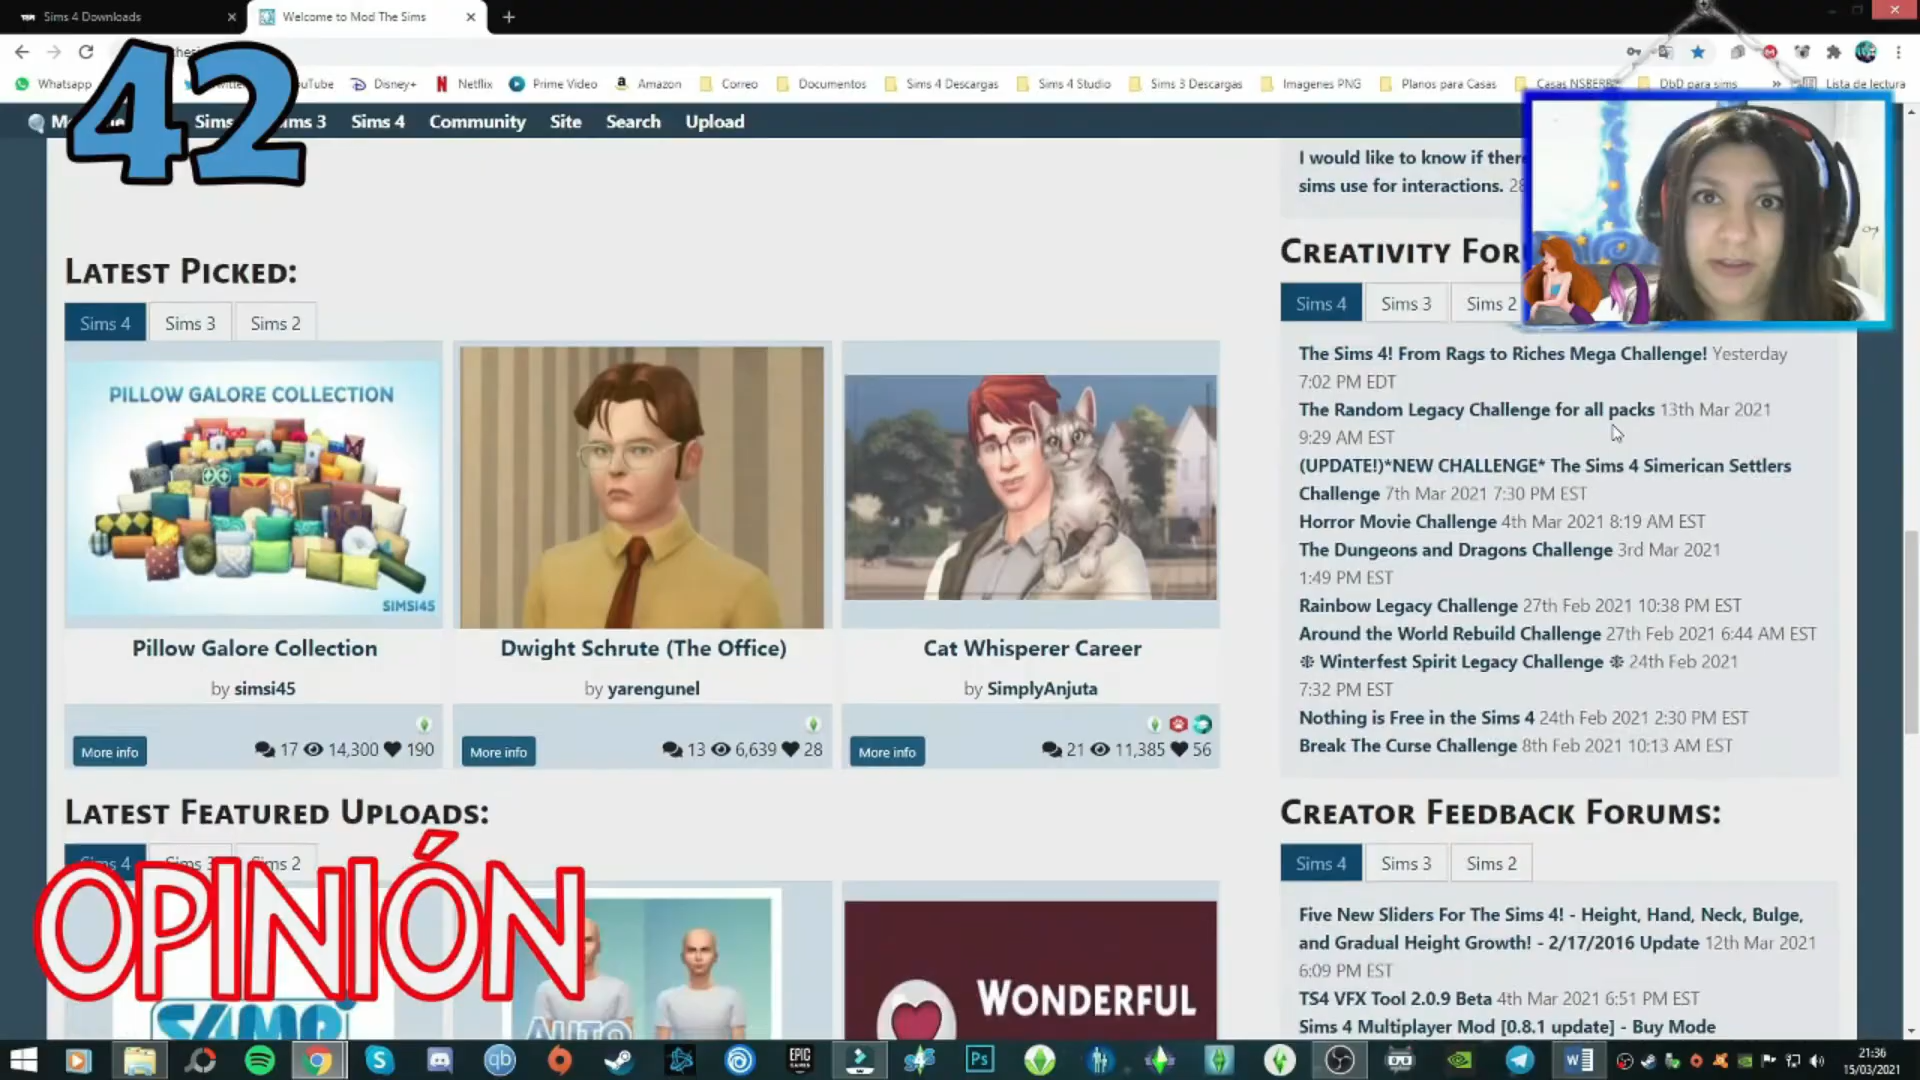 Sims 4 Downloads
Welcome to Mod The Sims
42
Whatsapp
Disney+
Netflix
Prime Video
Amazon
Correo
Documentos
Sims 4 Descargas
Sims 4 Studio
Sims 3 Descargas
Imagenes PNG
Planos para Casas
Casas NSBERRY
DbD para sims
»
Lista de lectura
Sims 4
Community
Site
Search
Upload
I would like to know if
sims use for interactions.
LATEST PICKED:
Sims 4
Sims 3
Sims 2
PILLOW GALORE COLLECTION
SIMSI45
Pillow Galore Collection
by simsi45
More info
17 14,300 190
Dwight Schrute (The Office)
by yarengunel
More info
13 6,639 28
Cat Whisperer Career
by SimplyAnjuta
More info
21 11,385 56
LATEST FEATURED UPLOADS:
Sims 4
Sims 3
Sims 2
OPINIÓN
AUTO
WONDERFUL
CREATIVITY
Sims 4
Sims 3
Sims 2
The Sims 4! From Rags to Riches Mega Challenge! Yesterday
7:02 PM EDT
The Random Legacy Challenge for all packs 13th Mar 2021
9:29 AM EST
(UPDATE!)*NEW CHALLENGE* The Sims 4 Simerican Settlers
Challenge 7th Mar 2021 7:30 PM EST
Horror Movie Challenge 4th Mar 2021 8:19 AM EST
The Dungeons and Dragons Challenge 3rd Mar 2021
1:49 PM EST
Rainbow Legacy Challenge 27th Feb 2021 10:38 PM EST
Around the World Rebuild Challenge 27th Feb 2021 6:44 AM EST
❄ Winterfest Spirit Legacy Challenge ❄ 24th Feb 2021
7:32 PM EST
Nothing is Free in the Sims 4 24th Feb 2021 2:30 PM EST
Break The Curse Challenge 8th Feb 2021 10:13 AM EST
CREATOR FEEDBACK FORUMS:
Sims 4
Sims 3
Sims 2
Five New Sliders For The Sims 4! - Height, Hand, Neck, Bulge,
and Gradual Height Growth! - 2/17/2016 Update 12th Mar 2021
6:09 PM EST
TS4 VFX Tool 2.0.9 Beta 4th Mar 2021 6:51 PM EST
Sims 4 Multiplayer Mod [0.8.1 update] - Buy Mode
EPIC
GAMES
Ps
21:36
15/03/2021